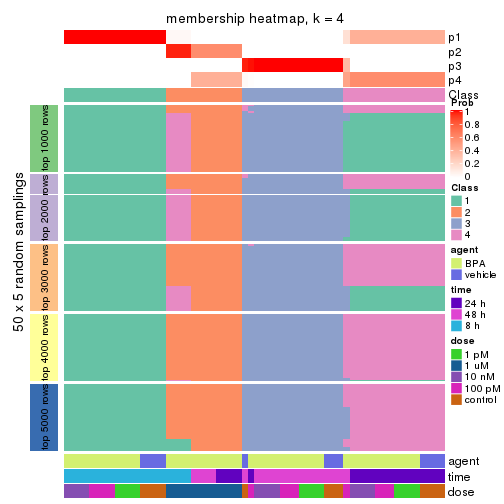 membership heatmap, k = 4
p1
p2
p3
p4
Class
50 x 5 random samplings
top 1000 rows
top 2000 rows
top 3000 rows
top 4000 rows
top 5000 rows
agent
time
dose
Prob
1
0.8
0.6
0.4
0.2
0
Class
1
2
3
4
agent
BPA
vehicle
time
24 h
48 h
8 h
dose
1 pM
1 uM
10 nM
100 pM
control